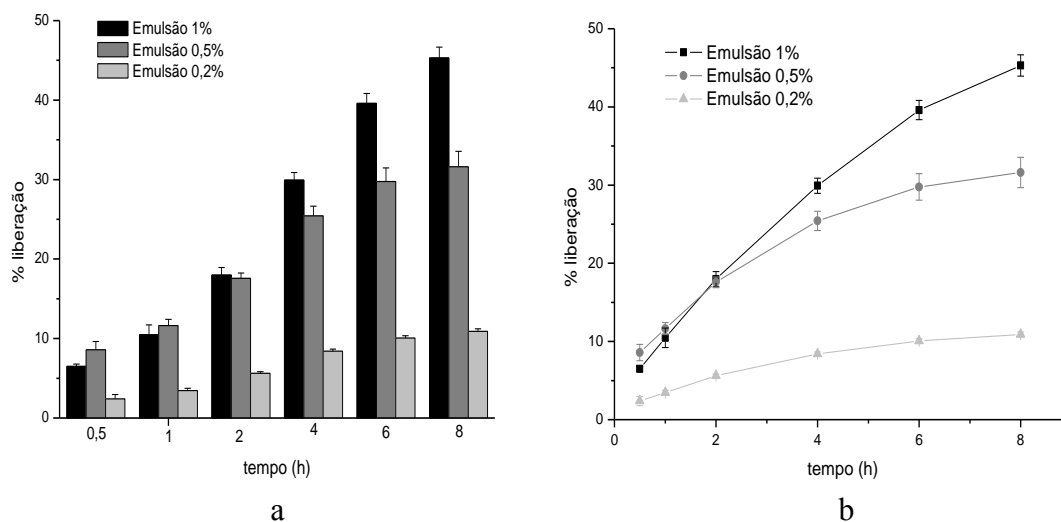 50
40
30
20
10
0
% liberação
Emulsão 1%
Emulsão 0,5%
Emulsão 0,2%
0,5 1 2 4 6 8
tempo (h)
a
50
40
30
20
10
0
% liberação
Emulsão 1%
Emulsão 0,5%
Emulsão 0,2%
0 2 4 6 8
tempo (h)
b